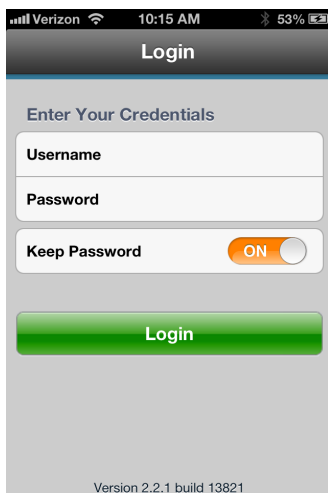 Verizon 10:15 AM 53%
Login
Enter Your Credentials
Username
Password
Keep Password ON
Login
Version 2.2.1 build 13821